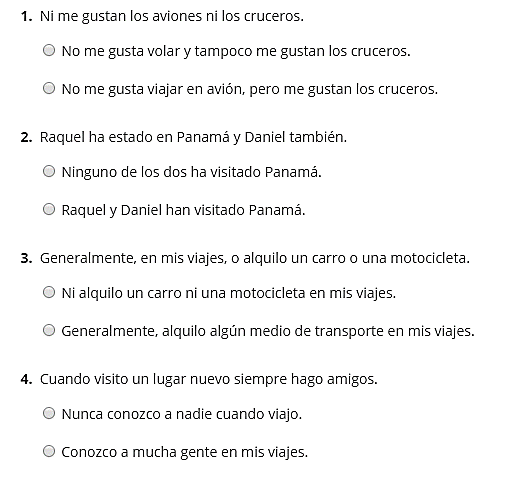 1. Ni me gustan los aviones ni los cruceros.
No me gusta volar y tampoco me gustan los cruceros.
No me gusta viajar en avión, pero me gustan los cruceros.
2. Raquel ha estado en Panamá y Daniel también.
Ninguno de los dos ha visitado Panamá.
Raquel y Daniel han visitado Panamá.
3. Generalmente, en mis viajes, o alquilo un carro o una motocicleta.
Ni alquilo un carro ni una motocicleta en mis viajes.
Generalmente, alquilo algún medio de transporte en mis viajes.
4. Cuando visito un lugar nuevo siempre hago amigos.
Nunca conozco a nadie cuando viajo.
Conozco a mucha gente en mis viajes.